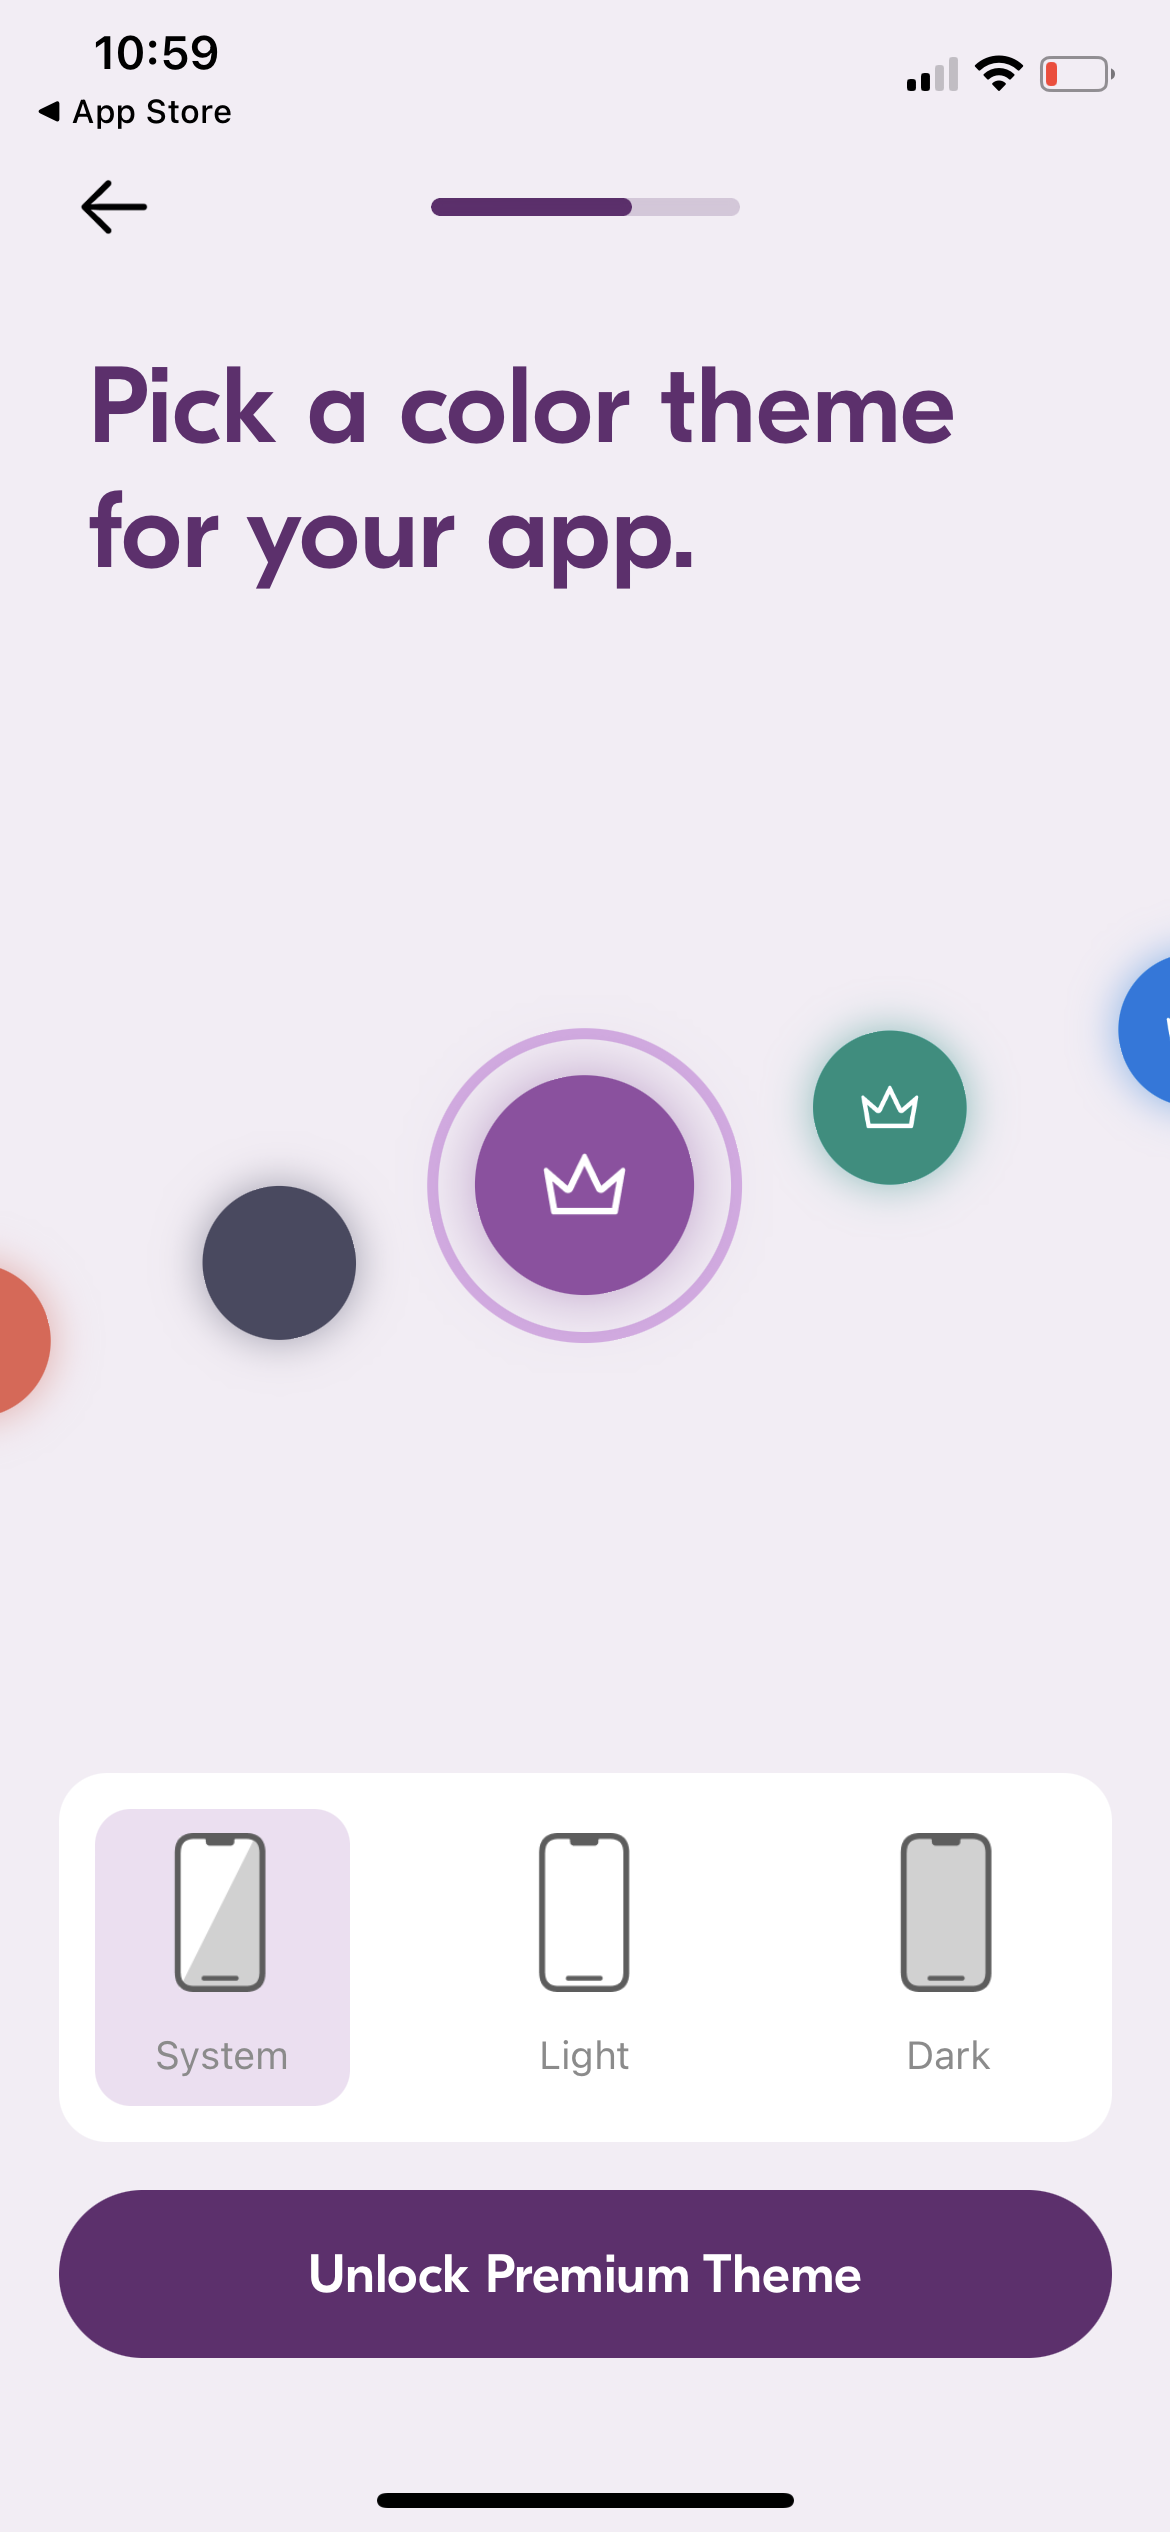 10:59
App Store
Pick a color theme
for your app.
System
Light
Dark
Unlock Premium Theme